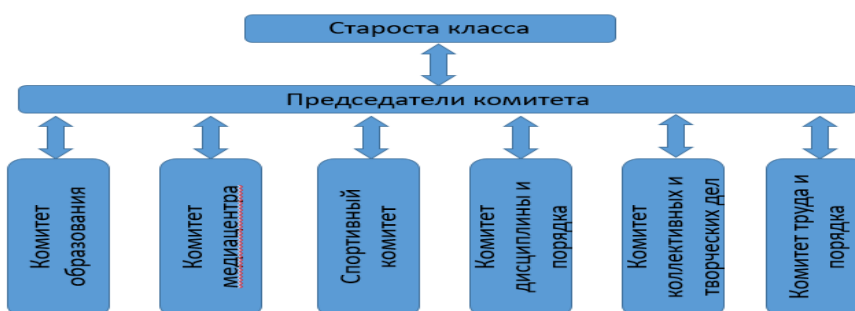 Староста класса
Председатели комитета
Комитет
образования
Комитет
медиацентра
Спортивный
комитет
Комитет
дисциплины и
порядка
Комитет
коллективных и
творческих дел
Комитет труда и
порядка